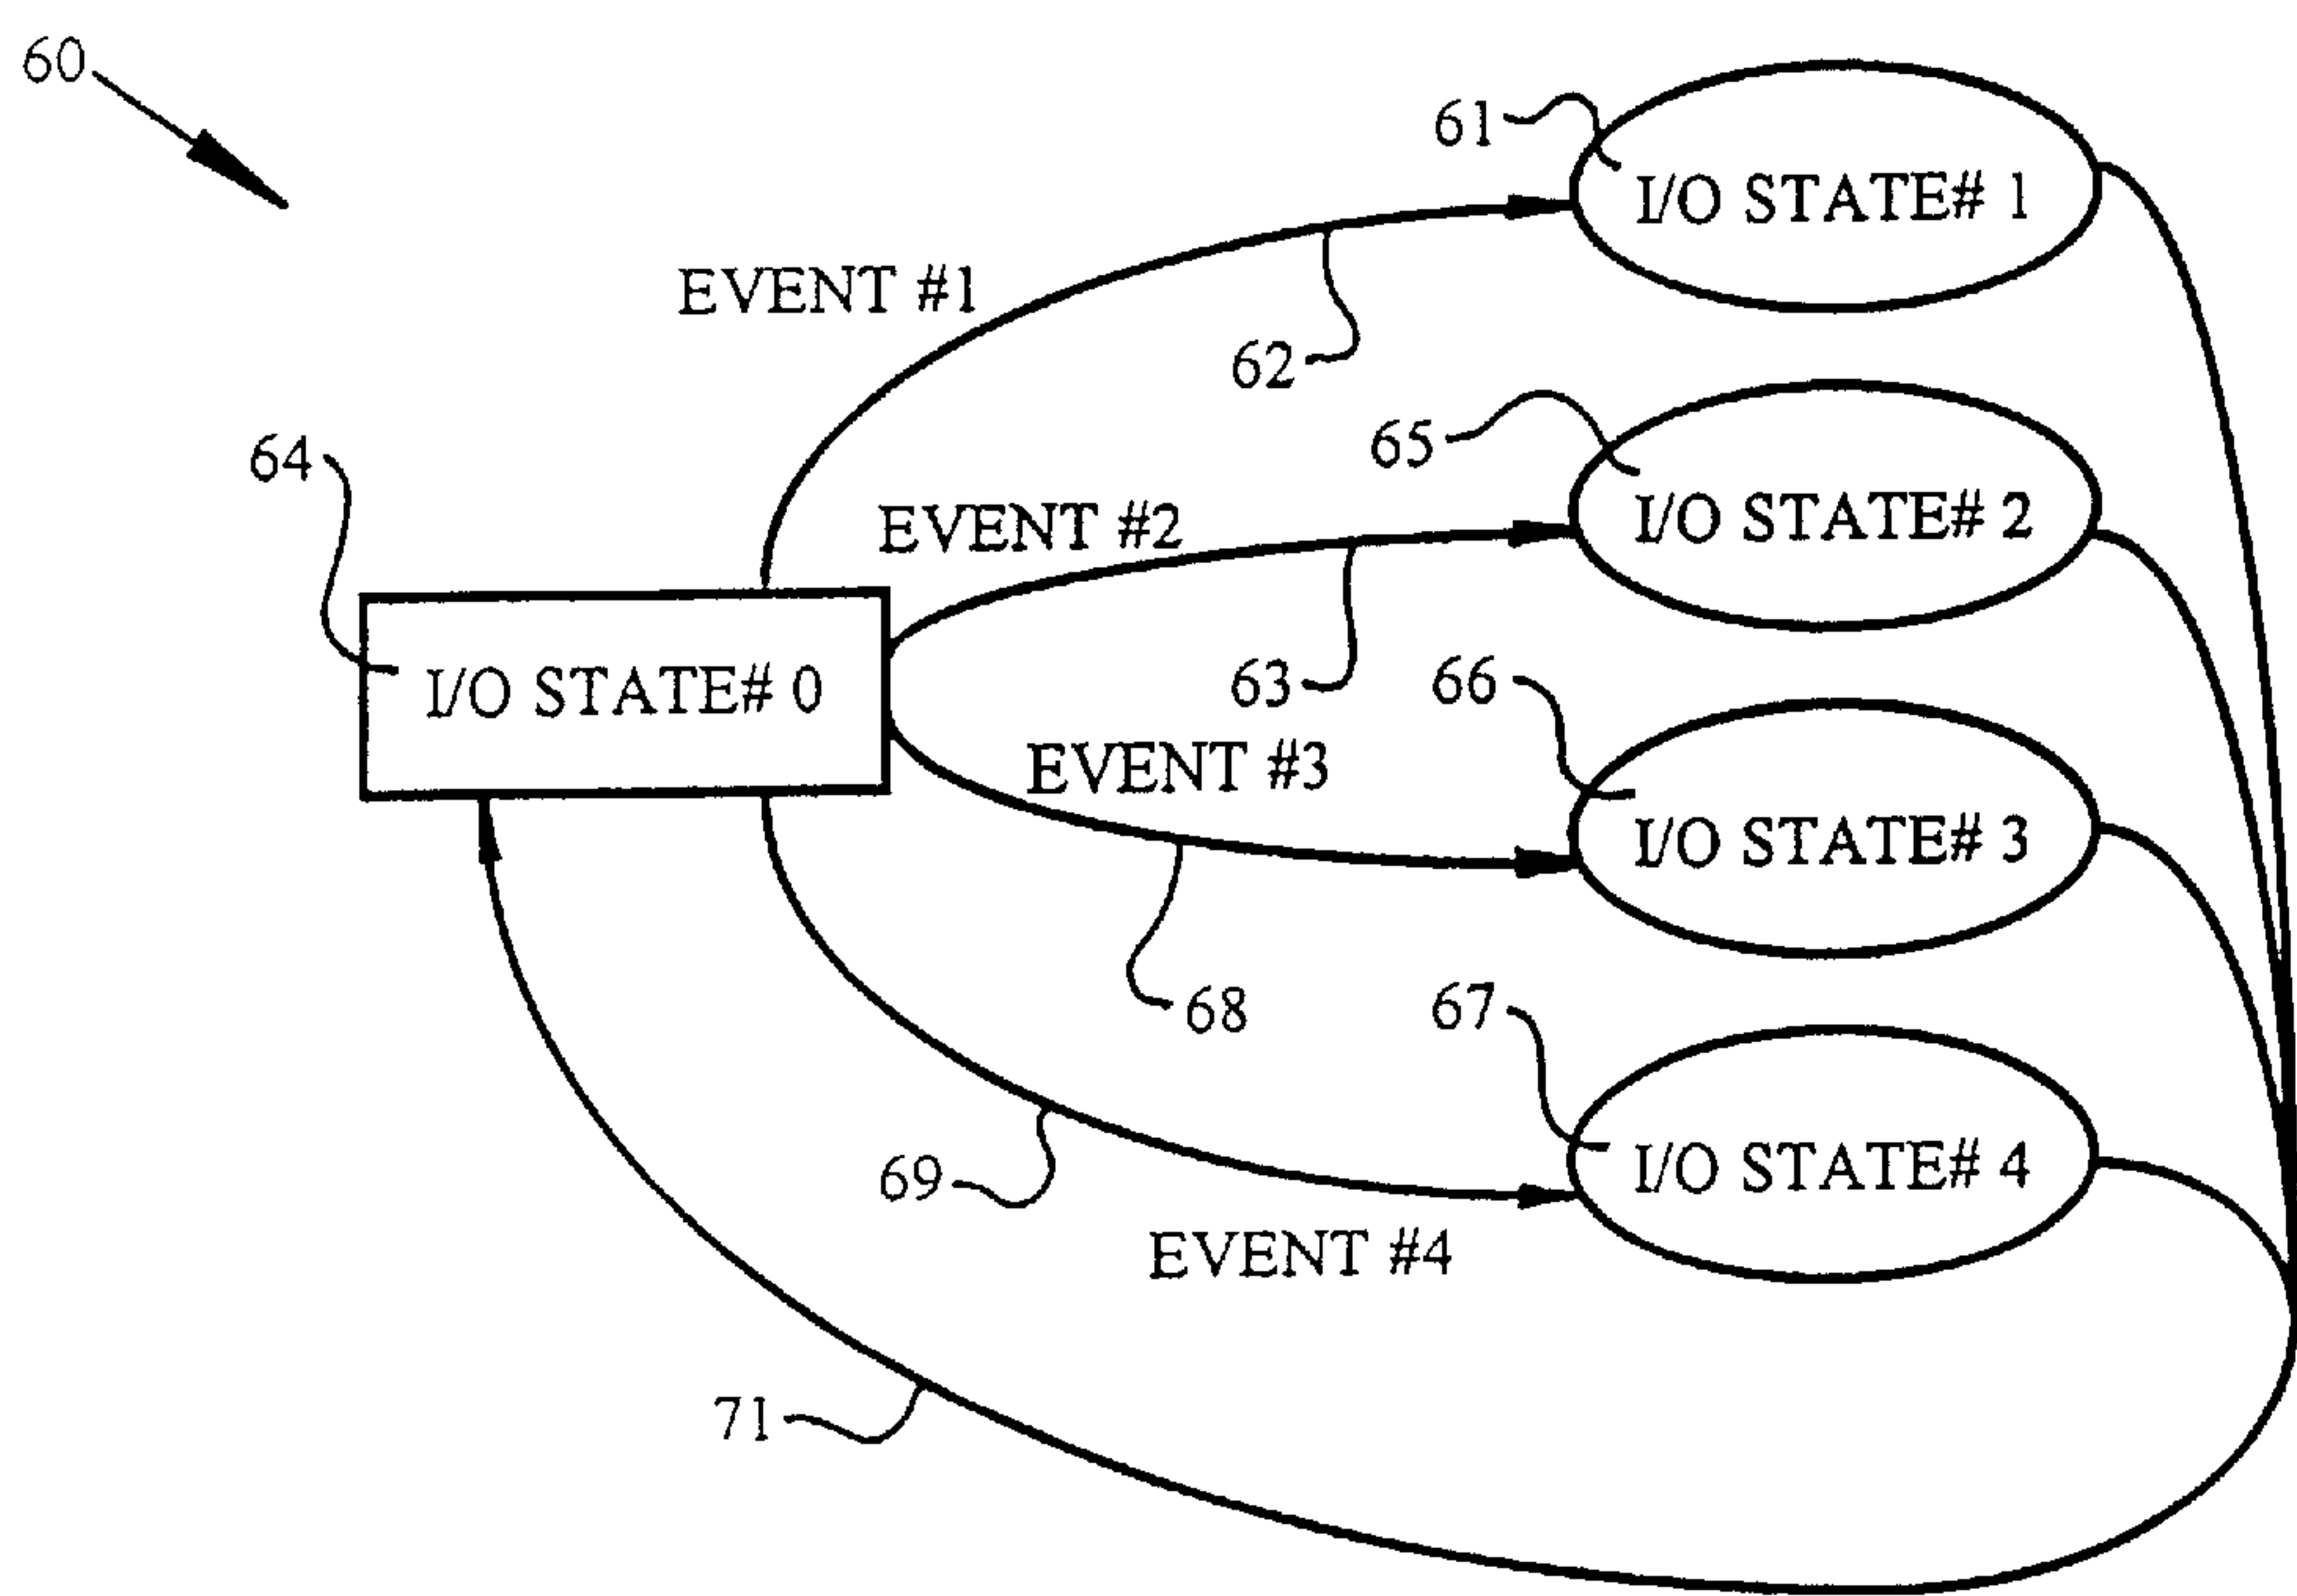 60
61
I/O STATE# 1
EVENT #1
62
64
65
EVENT #2
I/O STATE# 2
I/O STATE# 0
63
66
EVENT #3
I/O STATE# 3
68
67
69
I/O STATE# 4
EVENT #4
71